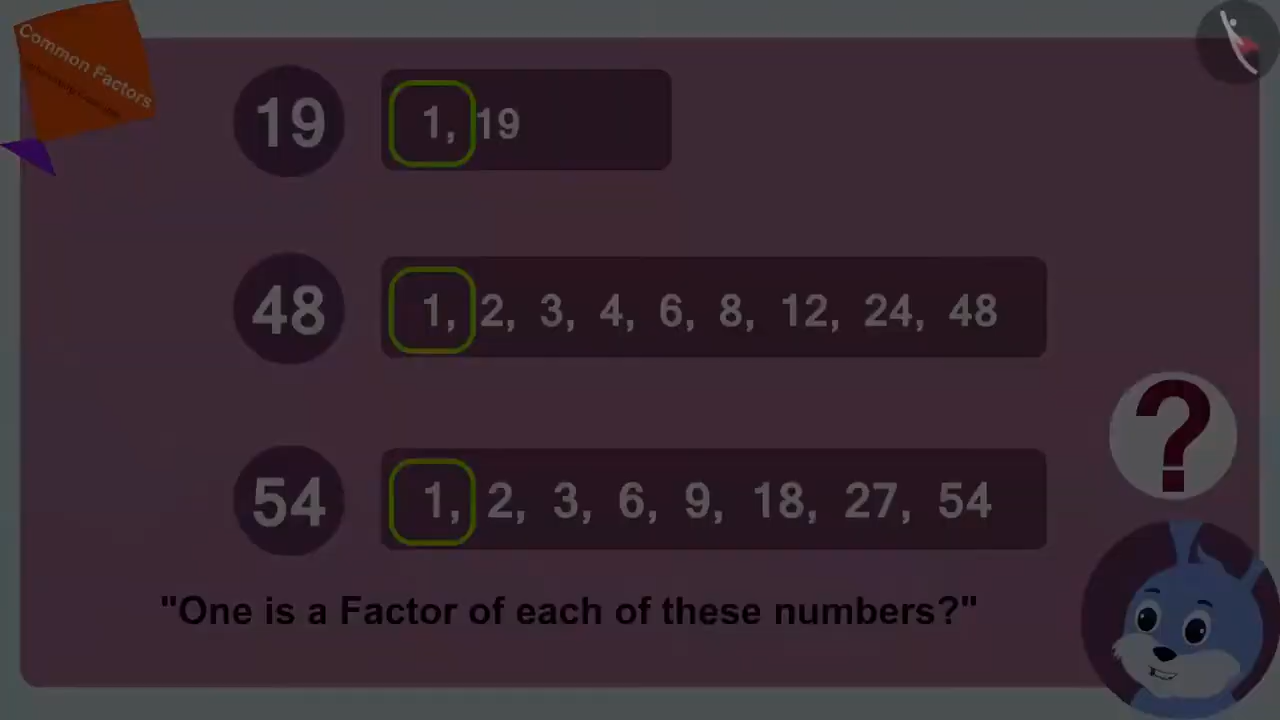 Common Factors
19
1, 19
48
1, 2, 3, 4, 6, 8, 12, 24, 48
54
1, 2, 3, 6, 9, 18, 27, 54
?
"One is a Factor of each of these numbers?"